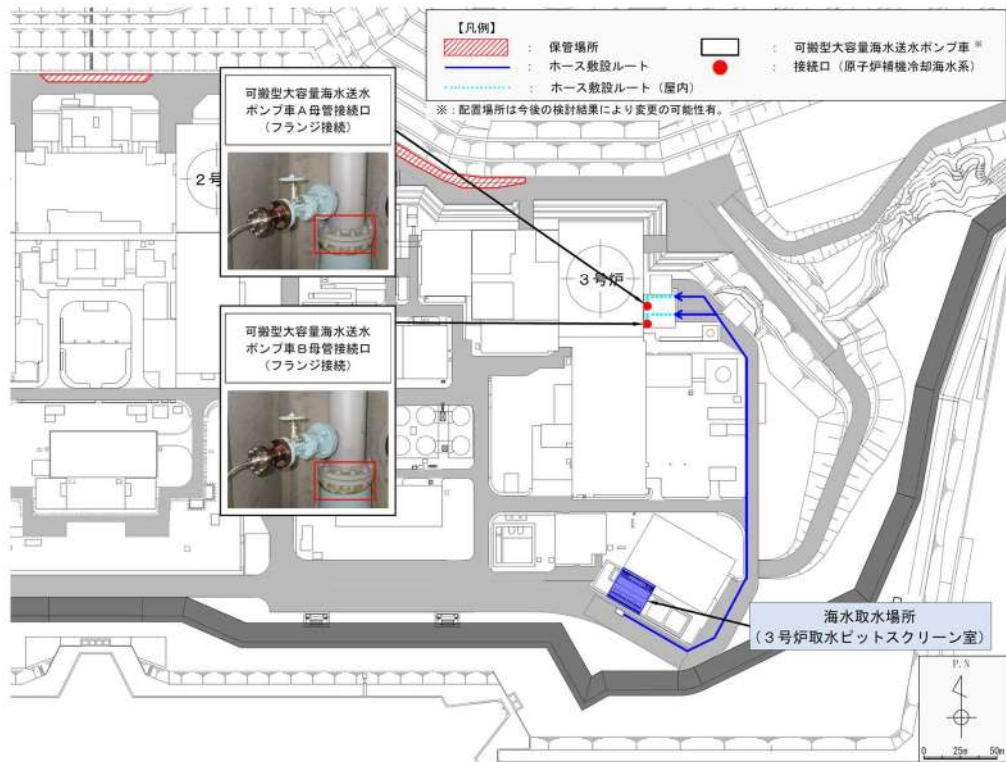 【凡例】
： 保管場所
： ホース敷設ルート
： ホース敷設ルート（屋内）
： 可搬型大容量海水送水ポンプ車※
： 接続口（原子炉補機冷却海水系）
※：配置場所は今後の検討結果により変更の可能性有。
可搬型大容量海水送水
ポンプ車A母管接続口
（フランジ接続）
2号
3号炉
可搬型大容量海水送水
ポンプ車B母管接続口
（フランジ接続）
海水取水場所
（3号炉取水ピットスクリーン室）
P.N
0 25m 50m